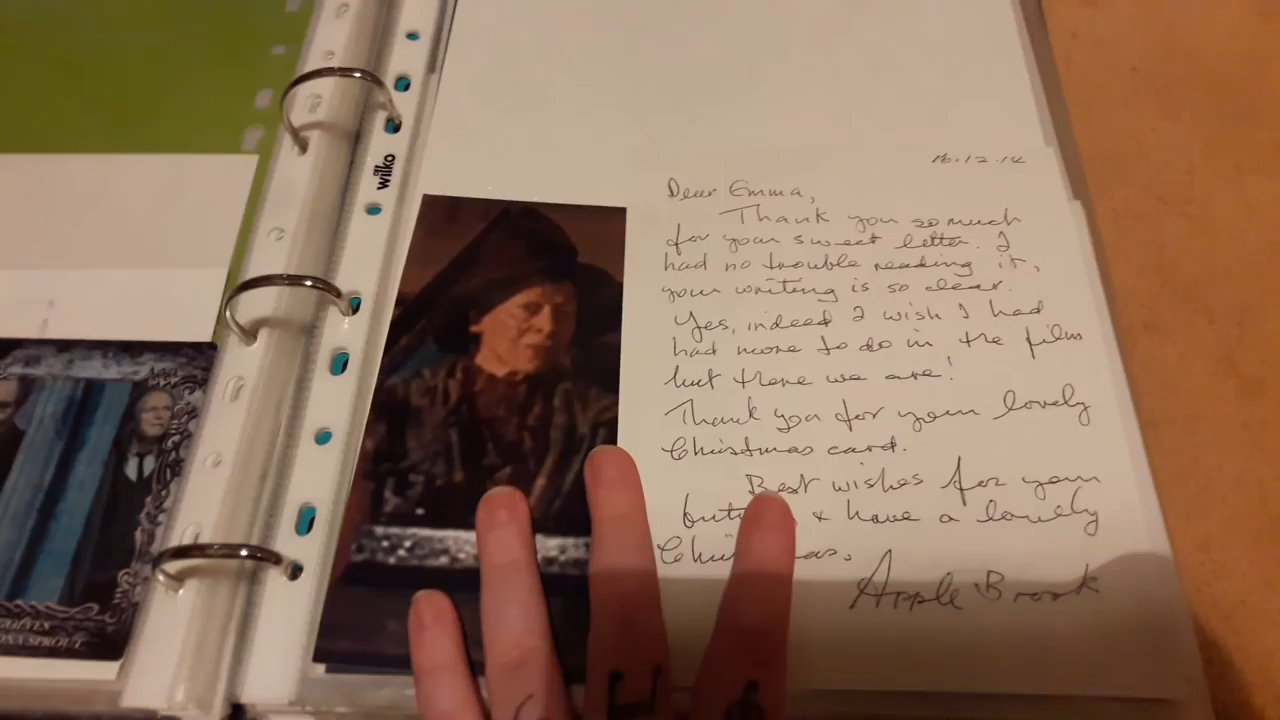 wilko
16.12.14
Dear Emma,
Thank you so much
for your sweet letter. I
had no trouble reading it,
your writing is so clear.
Yes, indeed I wish I had
had more to do in the film
but there we are!
Thank you for your lovely
Christmas card.
Best wishes for your
& have a lovely
Apple Brook